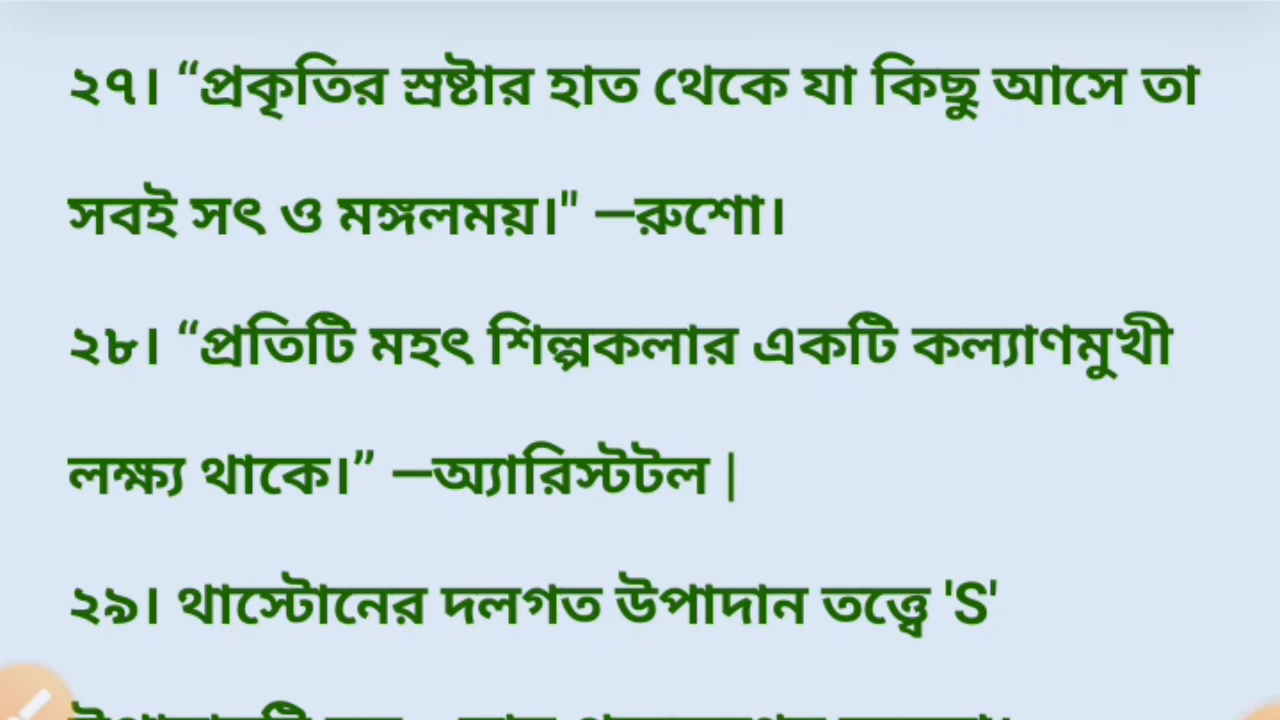 ২৭। “প্রকৃতির স্রষ্টার হাত থেকে যা কিছু আসে তা
সবই সৎ ও মঙ্গলময়।" —রুশো।
২৮। “প্রতিটি মহৎ শিল্পকলার একটি কল্যাণমুখী
লক্ষ্য থাকে।” —অ্যারিস্টটল |
২৯। থাস্টোনের দলগত উপাদান তত্ত্বে 'S'